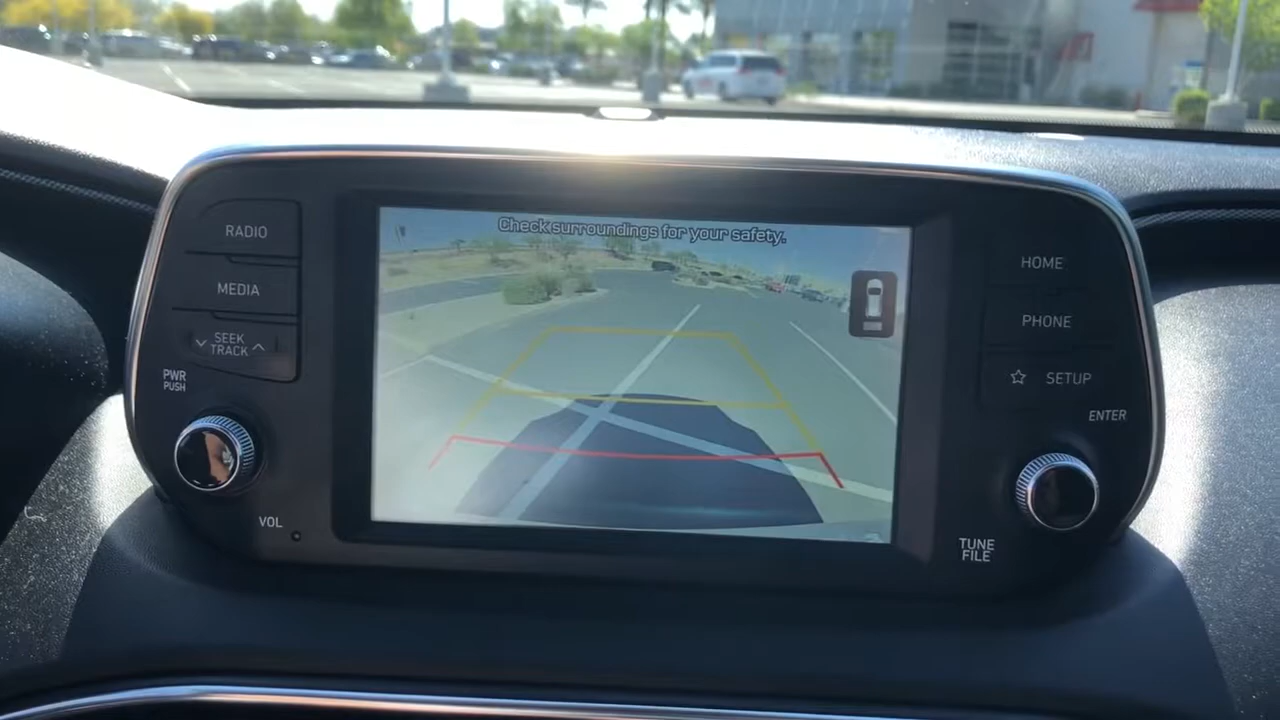 Check surroundings for your safety.
RADIO
MEDIA
SEEK
TRACK
PWR
PUSH
VOL
HOME
PHONE
SETUP
ENTER
TUNE
FILE